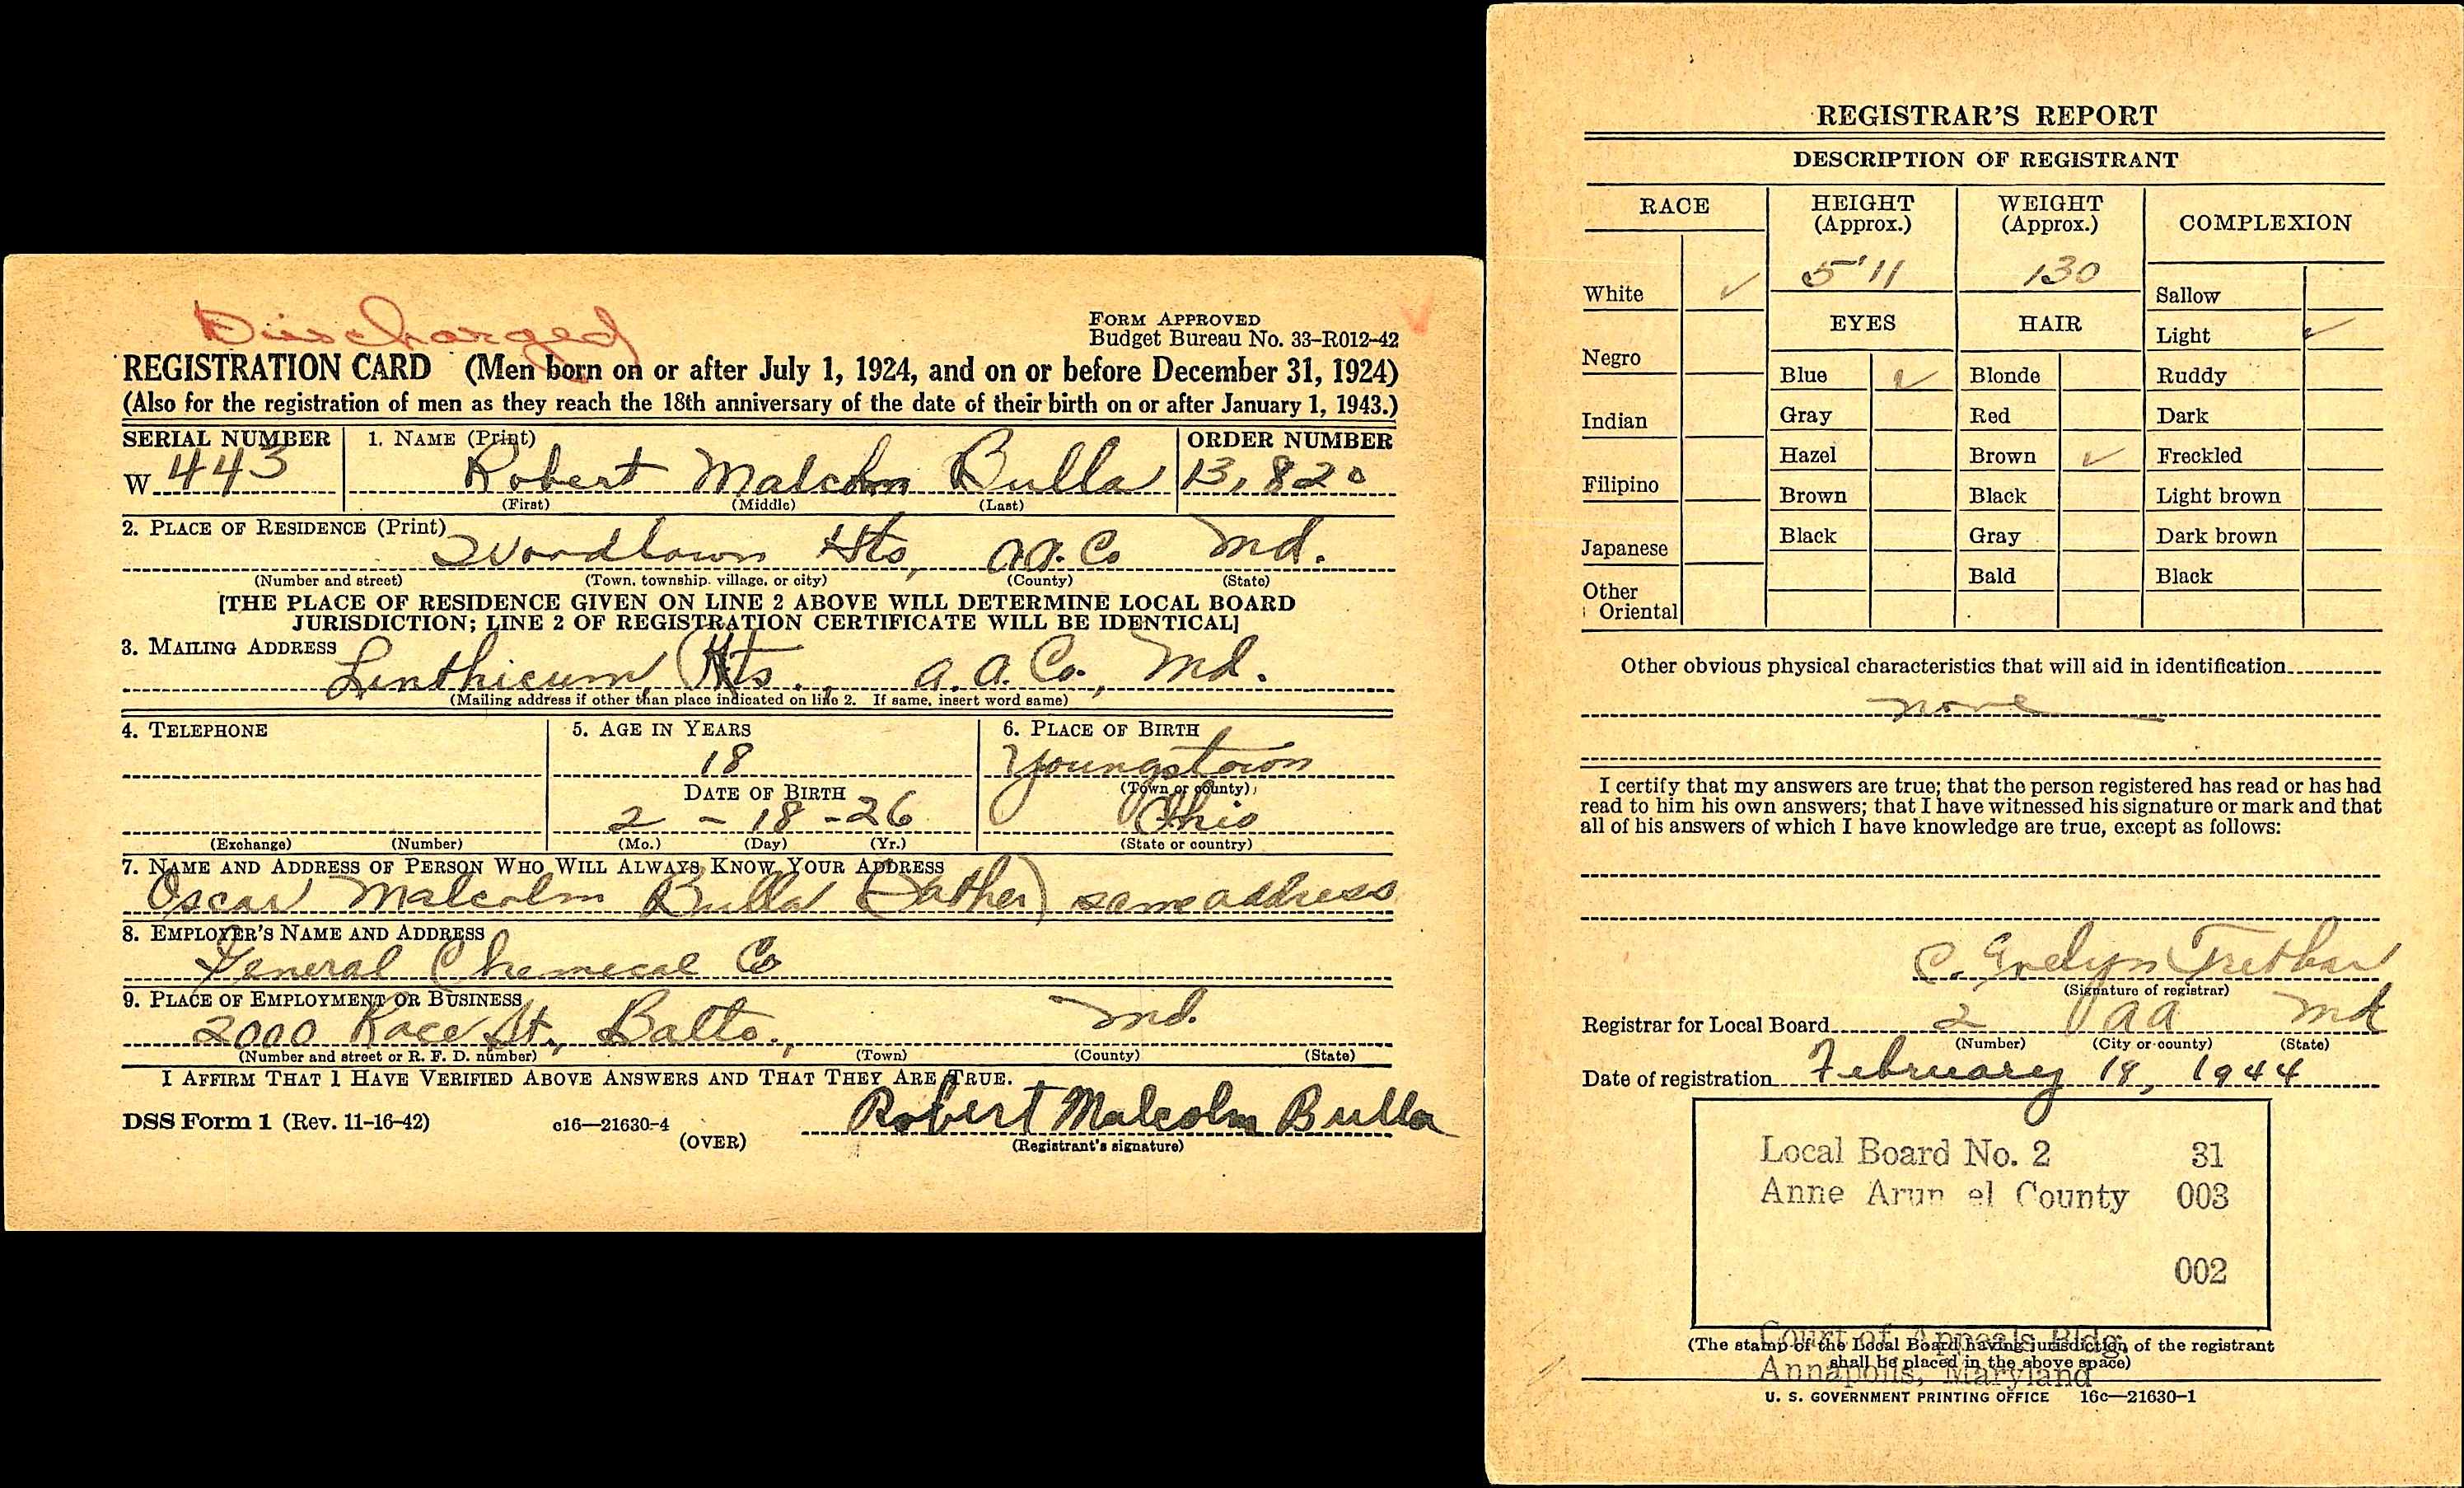 Discharged
FORM APPROVED
Budget Bureau No. 33-R012-42
REGISTRATION CARD (Men born on or after July 1, 1924, and on or before December 31, 1924)
(Also for the registration of men as they reach the 18th anniversary of the date of their birth on or after January 1, 1943.)
SERIAL NUMBER 1. NAME (Print) ORDER NUMBER
W 443 Robert Malcolm Bulla 13,820
(First) (Middle) (Last)
2. PLACE OF RESIDENCE (Print)
Woodlawn Hts, A.A. Co Md.
(Number and street) (Town, township, village, or city) (County) (State)
[THE PLACE OF RESIDENCE GIVEN ON LINE 2 ABOVE WILL DETERMINE LOCAL BOARD
JURISDICTION; LINE 2 OF REGISTRATION CERTIFICATE WILL BE IDENTICAL]
3. MAILING ADDRESS
Linthicum Hts., A. A. Co., Md.
(Mailing address if other than place indicated on line 2. If same, insert word same)
4. TELEPHONE 5. AGE IN YEARS 6. PLACE OF BIRTH
18 Youngstown
DATE OF BIRTH (Town or county)
2 - 18 - 26 Ohio
(Exchange) (Number) (Mo.) (Day) (Yr.) (State or country)
7. NAME AND ADDRESS OF PERSON WHO WILL ALWAYS KNOW YOUR ADDRESS
Oscar Malcolm Bulla (Father) same address
8. EMPLOYER'S NAME AND ADDRESS
General Chemical Co
9. PLACE OF EMPLOYMENT OR BUSINESS
2000 Race St., Balto., Md.
(Number and street or R. F. D. number) (Town) (County) (State)
I AFFIRM THAT I HAVE VERIFIED ABOVE ANSWERS AND THAT THEY ARE TRUE.
DSS Form 1 (Rev. 11-16-42) c16—21630-4 Robert Malcolm Bulla
(OVER) (Registrant's signature)
REGISTRAR'S REPORT
DESCRIPTION OF REGISTRANT
RACE HEIGHT (Approx.) WEIGHT (Approx.) COMPLEXION
5'11 130
White ✓ Sallow
EYES HAIR Light ✓
Negro Blue ✓ Blonde Ruddy
Gray Red Dark
Indian
Hazel Brown ✓ Freckled
Filipino Brown Black Light brown
Japanese Black Gray Dark brown
Other Bald Black
Oriental
Other obvious physical characteristics that will aid in identification
none
I certify that my answers are true; that the person registered has read or has had
read to him his own answers; that I have witnessed his signature or mark and that
all of his answers of which I have knowledge are true, except as follows:
C. Evelyn Trethar
(Signature of registrar)
Registrar for Local Board 2 AA Md
(Number) (City or county) (State)
Date of registration February 18, 1944
Local Board No. 2 31
Anne Arun el County 003
002
Court of Appeals Bldg.
(The stamp of the Local Board having jurisdiction of the registrant
shall be placed in the above space)
Annapolis, Maryland
U. S. GOVERNMENT PRINTING OFFICE 16c—21630-1